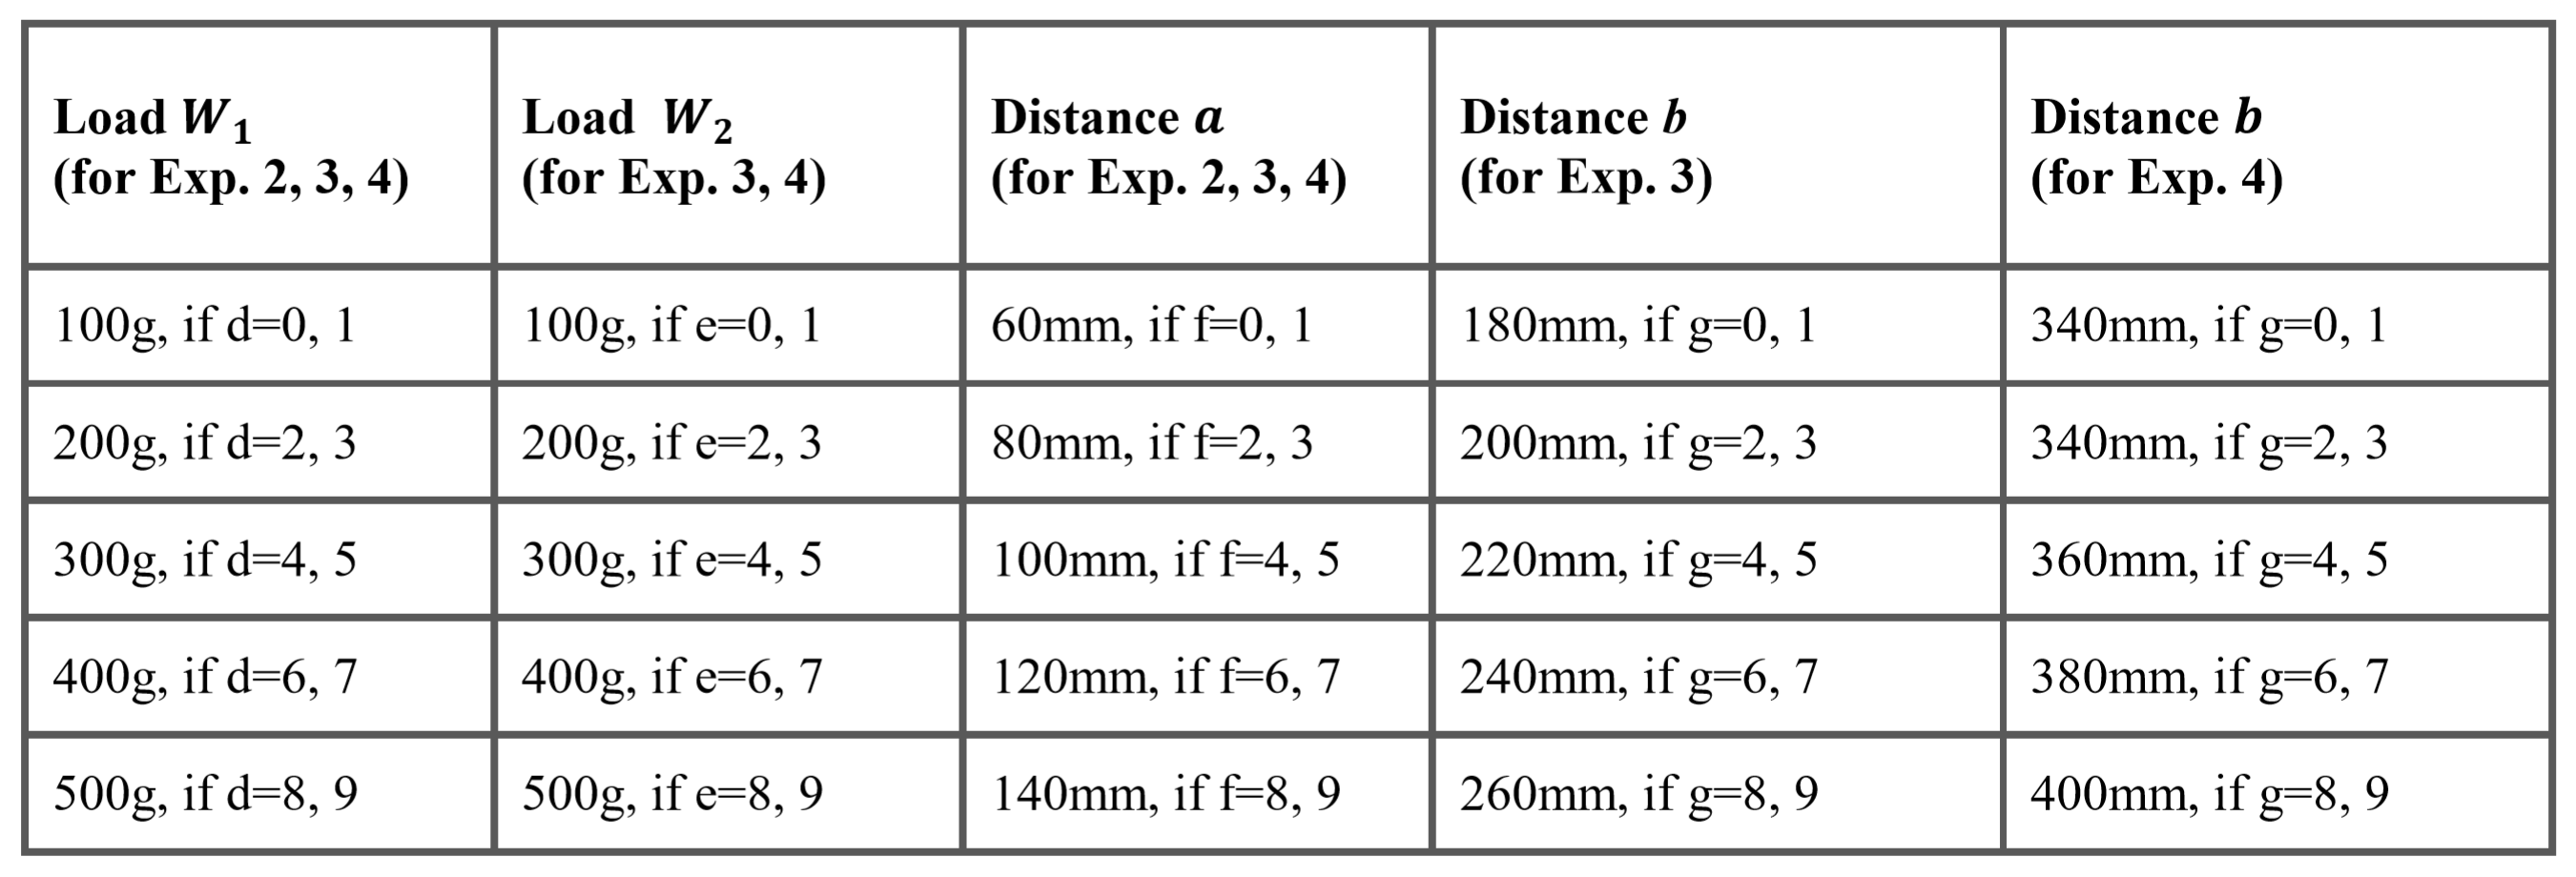 Load W₁
(for Exp. 2, 3, 4)
Load W₂
(for Exp. 3, 4)
Distance a
(for Exp. 2, 3, 4)
Distance b
(for Exp. 3)
Distance b
(for Exp. 4)
100g, if d=0, 1
100g, if e=0, 1
60mm, if f=0, 1
180mm, if g=0, 1
340mm, if g=0, 1
200g, if d=2, 3
200g, if e=2, 3
80mm, if f=2, 3
200mm, if g=2, 3
340mm, if g=2, 3
300g, if d=4, 5
300g, if e=4, 5
100mm, if f=4, 5
220mm, if g=4, 5
360mm, if g=4, 5
400g, if d=6, 7
400g, if e=6, 7
120mm, if f=6, 7
240mm, if g=6, 7
380mm, if g=6, 7
500g, if d=8, 9
500g, if e=8, 9
140mm, if f=8, 9
260mm, if g=8, 9
400mm, if g=8, 9